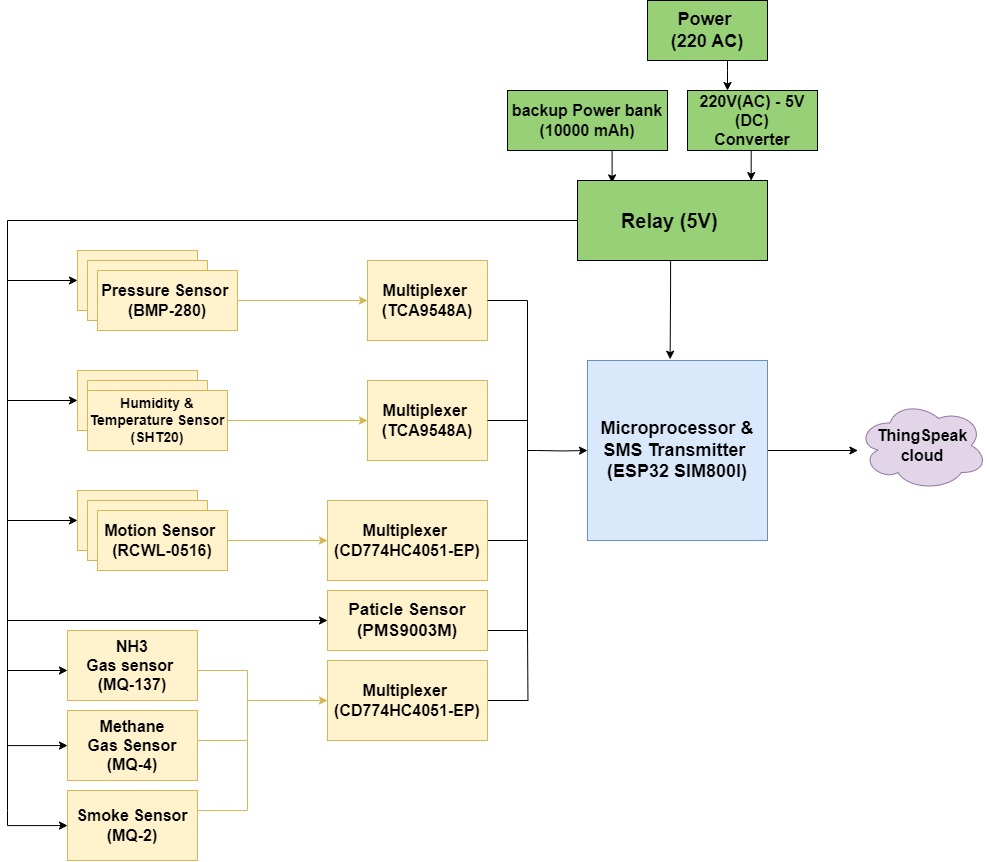 Power
(220 AC)
backup Power bank
(10000 mAh)
220V(AC) - 5V
(DC)
Converter
Relay (5V)
Pressure Sensor
(BMP-280)
Multiplexer
(TCA9548A)
Humidity &
Temperature Sensor
(SHT20)
Multiplexer
(TCA9548A)
Microprocessor &
SMS Transmitter
(ESP32 SIM800l)
ThingSpeak
cloud
Motion Sensor
(RCWL-0516)
Multiplexer
(CD774HC4051-EP)
Paticle Sensor
(PMS9003M)
NH3
Gas sensor
(MQ-137)
Multiplexer
(CD774HC4051-EP)
Methane
Gas Sensor
(MQ-4)
Smoke Sensor
(MQ-2)